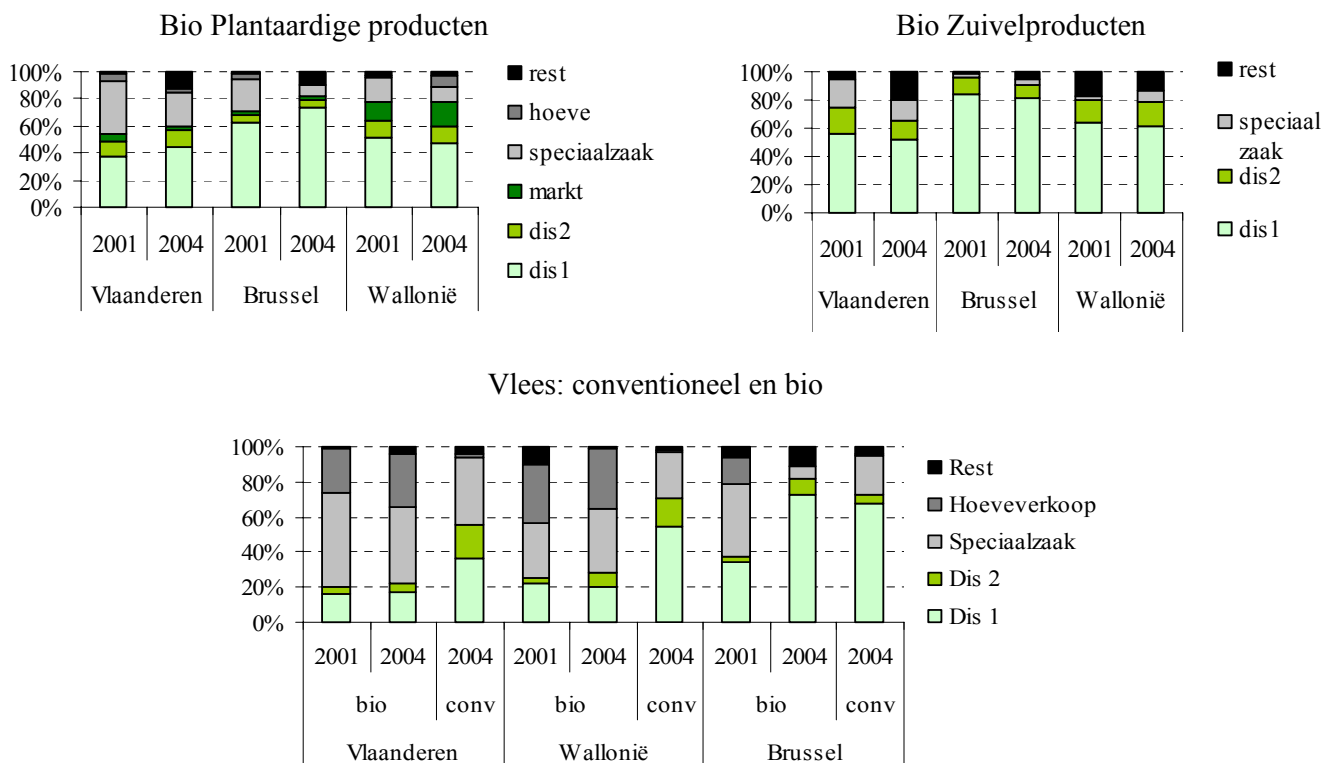 Bio Plantaardige producten
100%
80%
60%
40%
20%
0%
2001 2004 2001 2004 2001 2004
Vlaanderen Brussel Wallonië
rest
hoeve
speciaalzaak
markt
dis2
dis1
Bio Zuivelproducten
100%
80%
60%
40%
20%
0%
2001 2004 2001 2004 2001 2004
Vlaanderen Brussel Wallonië
rest
speciaal
zaak
dis2
dis1
Vlees: conventioneel en bio
100%
80%
60%
40%
20%
0%
2001 2004 2004 2001 2004 2004 2001 2004 2004
bio conv bio conv bio conv
Vlaanderen Wallonië Brussel
Rest
Hoeveverkoop
Speciaalzaak
Dis 2
Dis 1